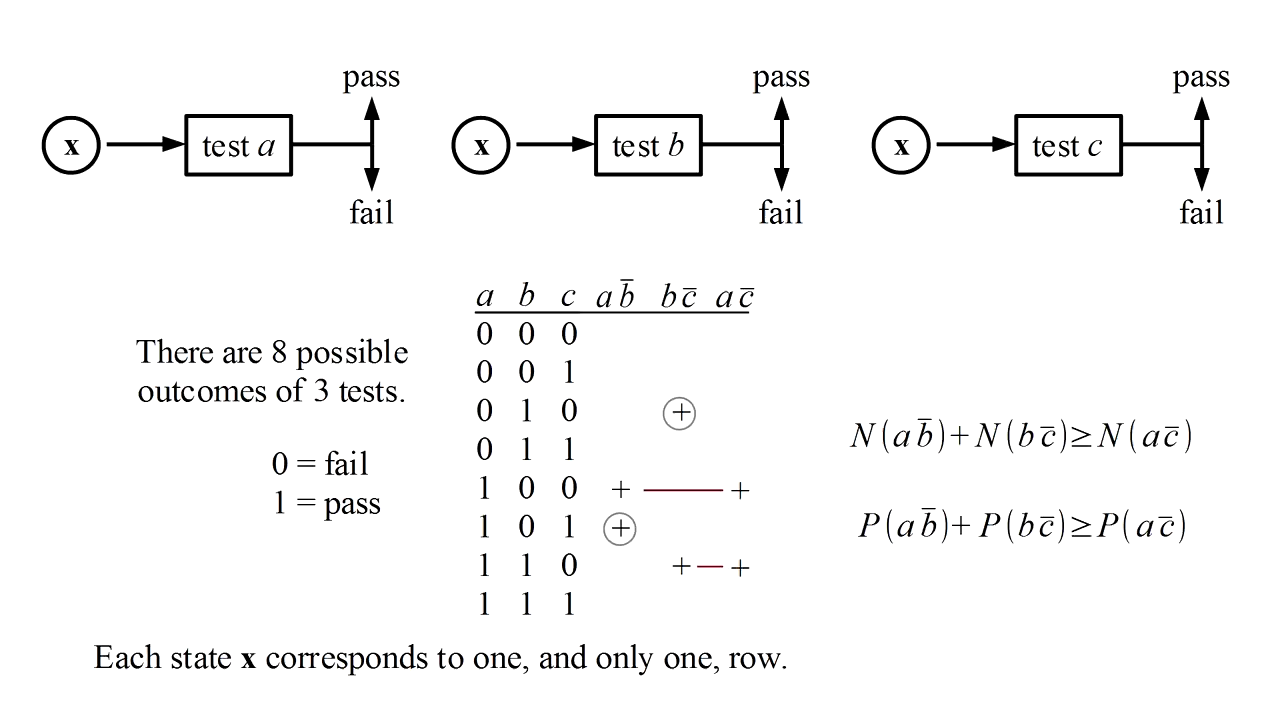 pass pass pass
x test a x test b x test c
fail fail fail
a b c ab̄ bc̄ ac̄
0 0 0
There are 8 possible
0 0 1
outcomes of 3 tests.
0 1 0 +
N(ab̄)+N(bc̄)≥N(ac̄)
0 1 1
0 = fail
1 0 0 + +
1 = pass
1 0 1 +
P(ab̄)+P(bc̄)≥P(ac̄)
1 1 0 + +
1 1 1
Each state x corresponds to one, and only one, row.